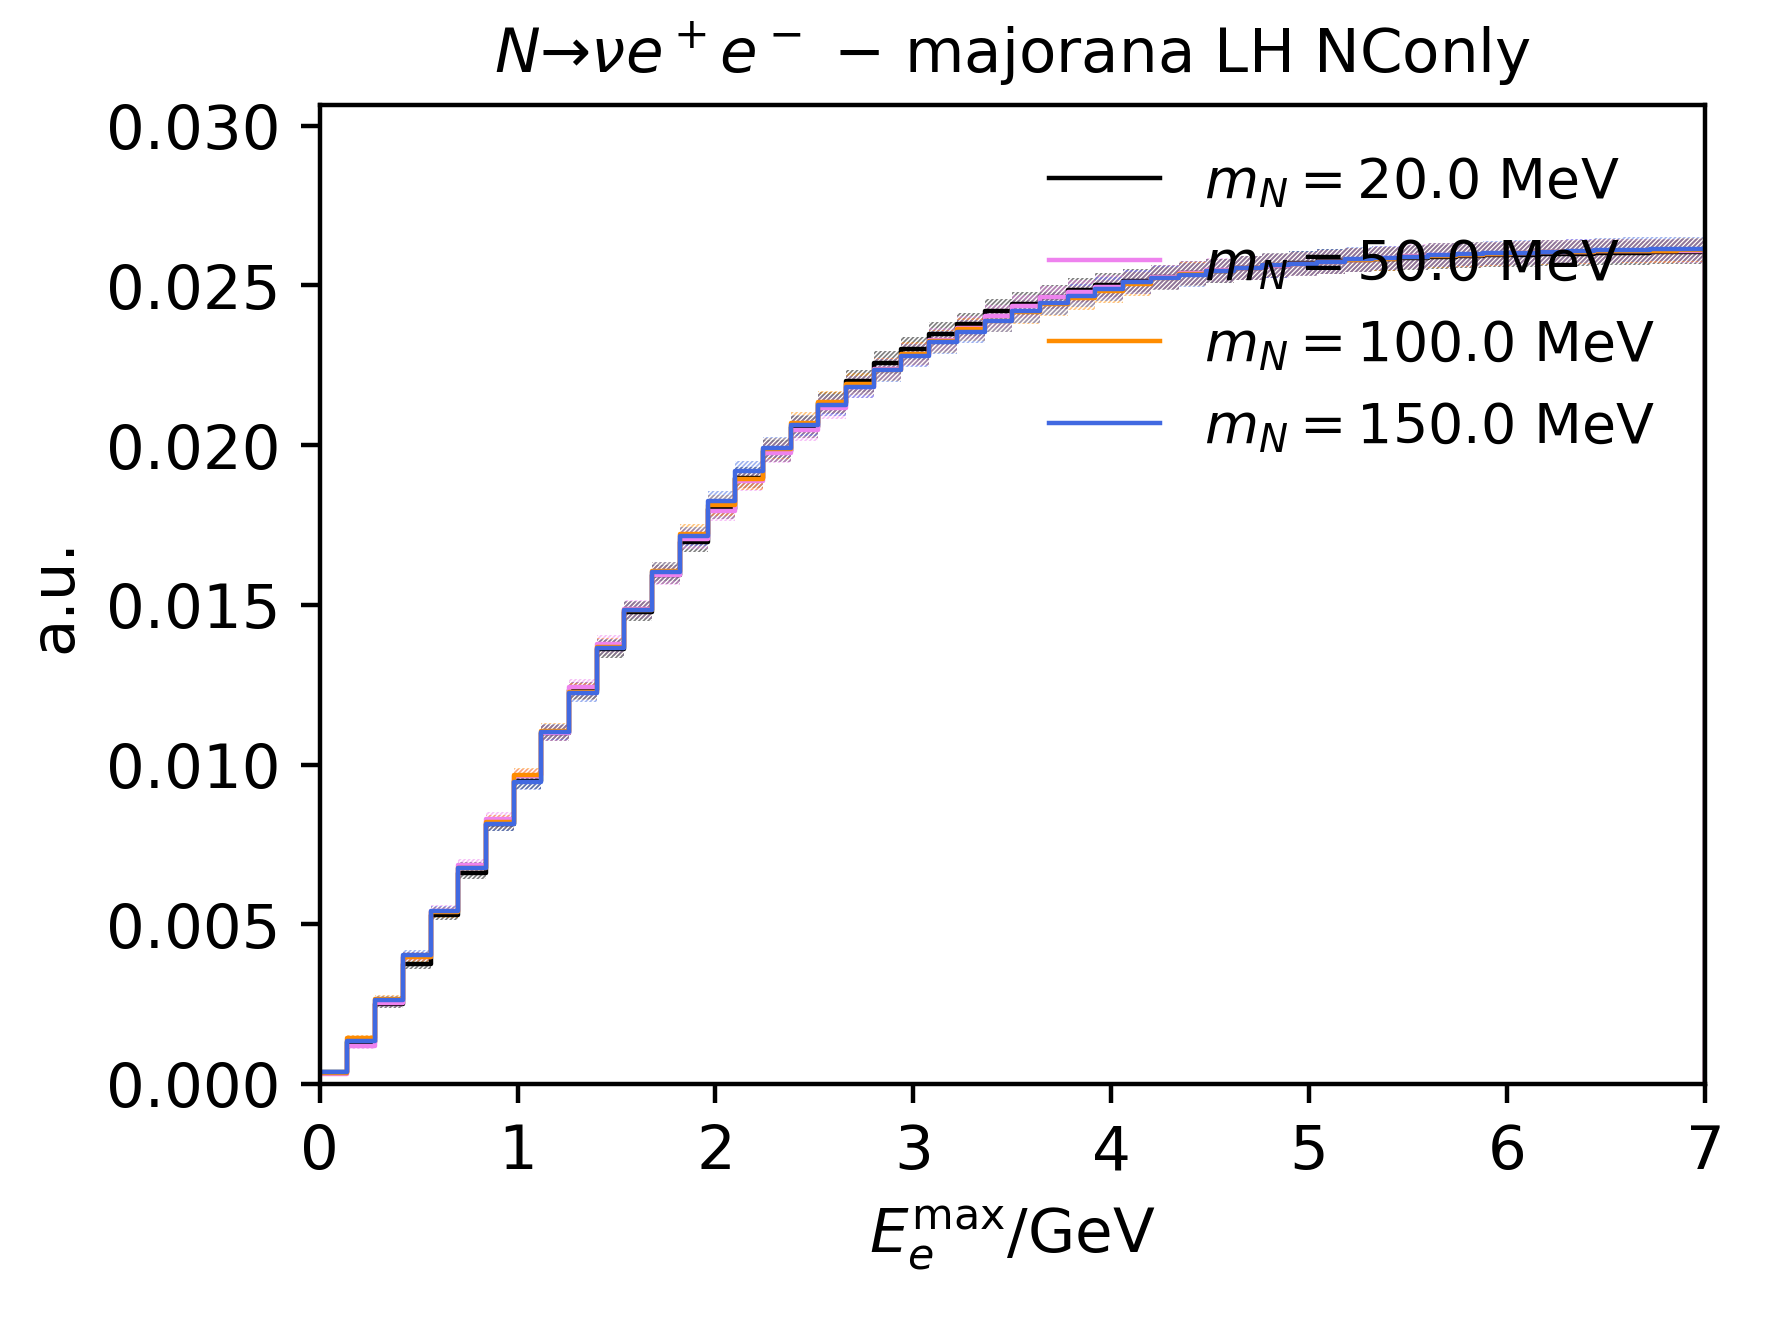 N→νe⁺e⁻ − majorana LH NConly
0.030
0.025
0.020
0.015
0.010
0.005
0.000
a.u.
m_N = 20.0 MeV
m_N = 50.0 MeV
m_N = 100.0 MeV
m_N = 150.0 MeV
0 1 2 3 4 5 6 7
E_e^max/GeV